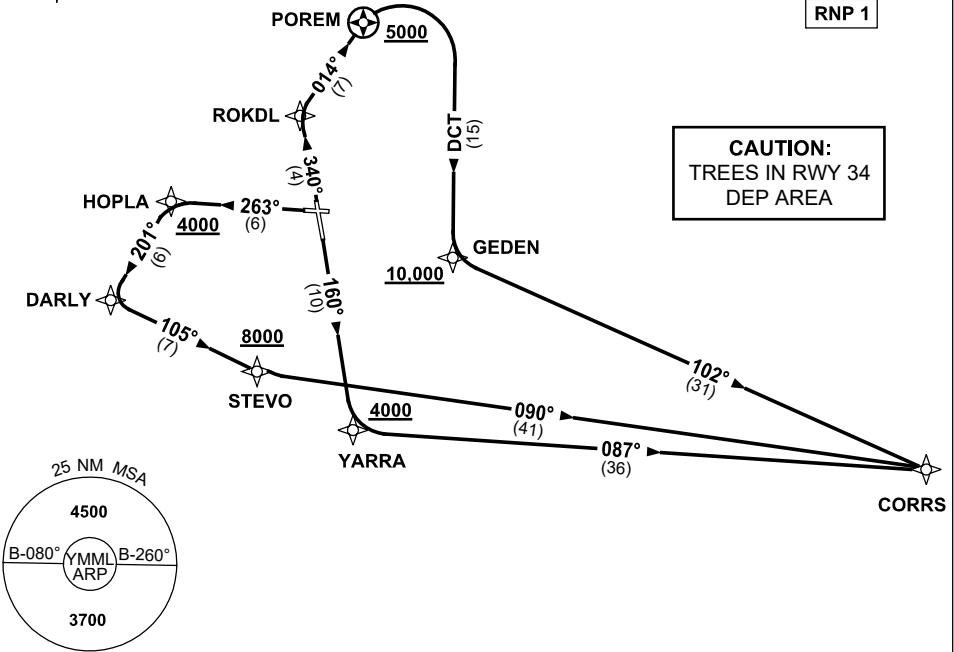 POREM
5000
RNP 1
014°
(7)
ROKDL
DCT
(15)
CAUTION:
TREES IN RWY 34
DEP AREA
340°
(4)
HOPLA
4000
263°
(6)
201°
(6)
GEDEN
10,000
160°
(10)
DARLY
105°
(7)
8000
STEVO
102°
(31)
090°
(41)
4000
YARRA
087°
(36)
CORRS
25 NM MSA
4500
B-080°
YMML
ARP
B-260°
3700